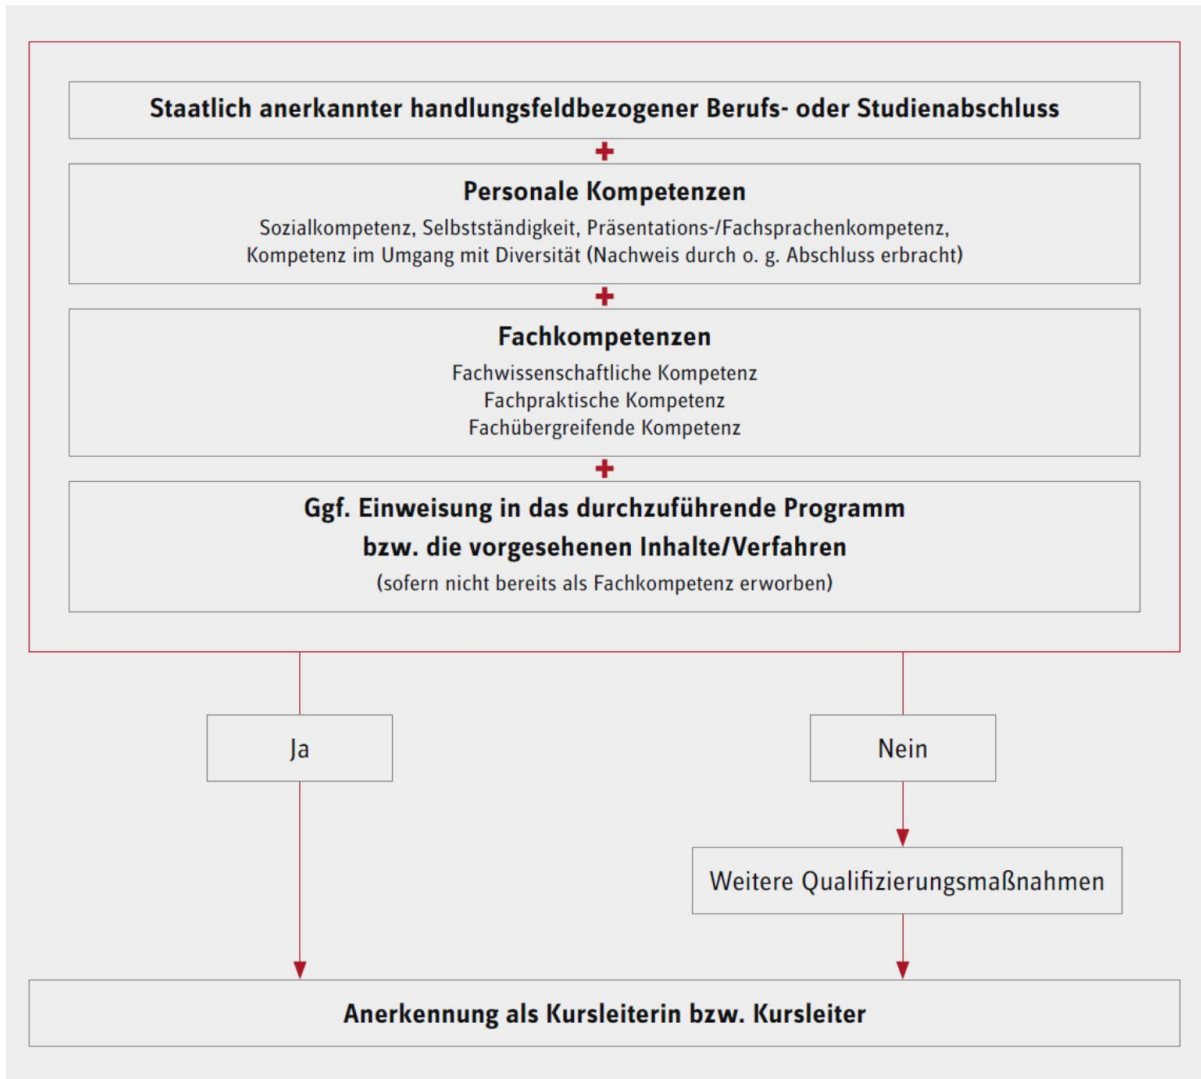 Staatlich anerkannter handlungsfeldbezogener Berufs- oder Studienabschluss
+
Personale Kompetenzen
Sozialkompetenz, Selbstständigkeit, Präsentations-/Fachsprachenkompetenz,
Kompetenz im Umgang mit Diversität (Nachweis durch o. g. Abschluss erbracht)
+
Fachkompetenzen
Fachwissenschaftliche Kompetenz
Fachpraktische Kompetenz
Fachübergreifende Kompetenz
+
Ggf. Einweisung in das durchzuführende Programm
bzw. die vorgesehenen Inhalte/Verfahren
(sofern nicht bereits als Fachkompetenz erworben)
Ja
Nein
Weitere Qualifizierungsmaßnahmen
Anerkennung als Kursleiterin bzw. Kursleiter